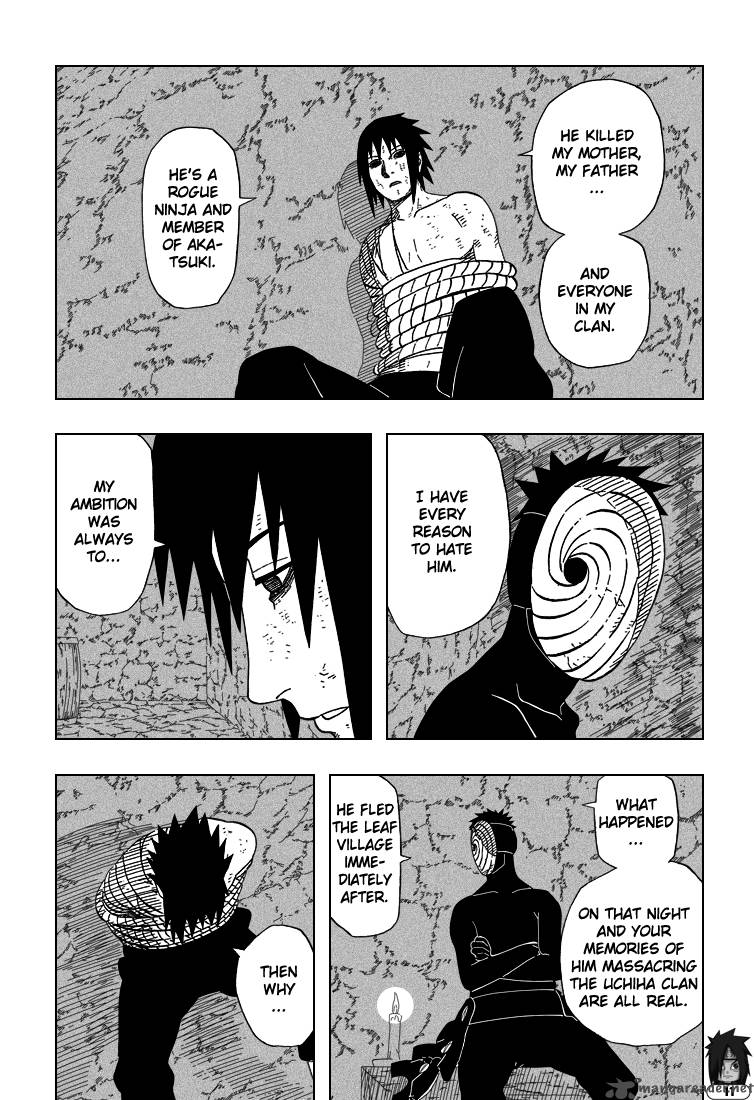 HE KILLED
MY MOTHER,
MY FATHER
...
AND
EVERYONE
IN MY
CLAN.
HE'S A
ROGUE
NINJA AND
MEMBER
OF AKA-
TSUKI.
I HAVE
EVERY
REASON
TO HATE
HIM.
MY
AMBITION
WAS
ALWAYS
TO...
WHAT
HAPPENED
...
ON THAT NIGHT
AND YOUR
MEMORIES OF
HIM MASSACRING
THE UCHIHA CLAN
ARE ALL REAL.
HE FLED
THE LEAF
VILLAGE
IMME-
DIATELY
AFTER.
THEN
WHY
...
11
mangareader.net